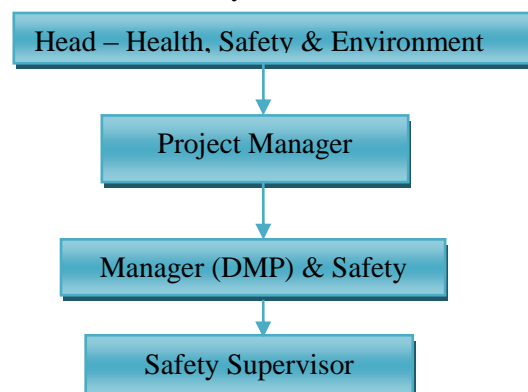 Head – Health, Safety & Environment
Project Manager
Manager (DMP) & Safety
Safety Supervisor